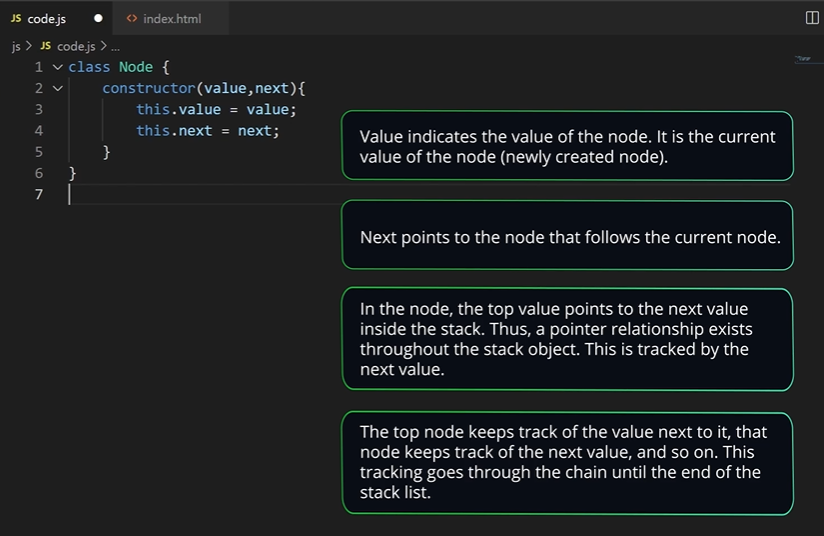 JS code.js
<> index.html
js > JS code.js > ...
1 class Node {
2 constructor(value,next){
3 this.value = value;
4 this.next = next;
5 }
6 }
7
Value indicates the value of the node. It is the current
value of the node (newly created node).
Next points to the node that follows the current node.
In the node, the top value points to the next value
inside the stack. Thus, a pointer relationship exists
throughout the stack object. This is tracked by the
next value.
The top node keeps track of the value next to it, that
node keeps track of the next value, and so on. This
tracking goes through the chain until the end of the
stack list.